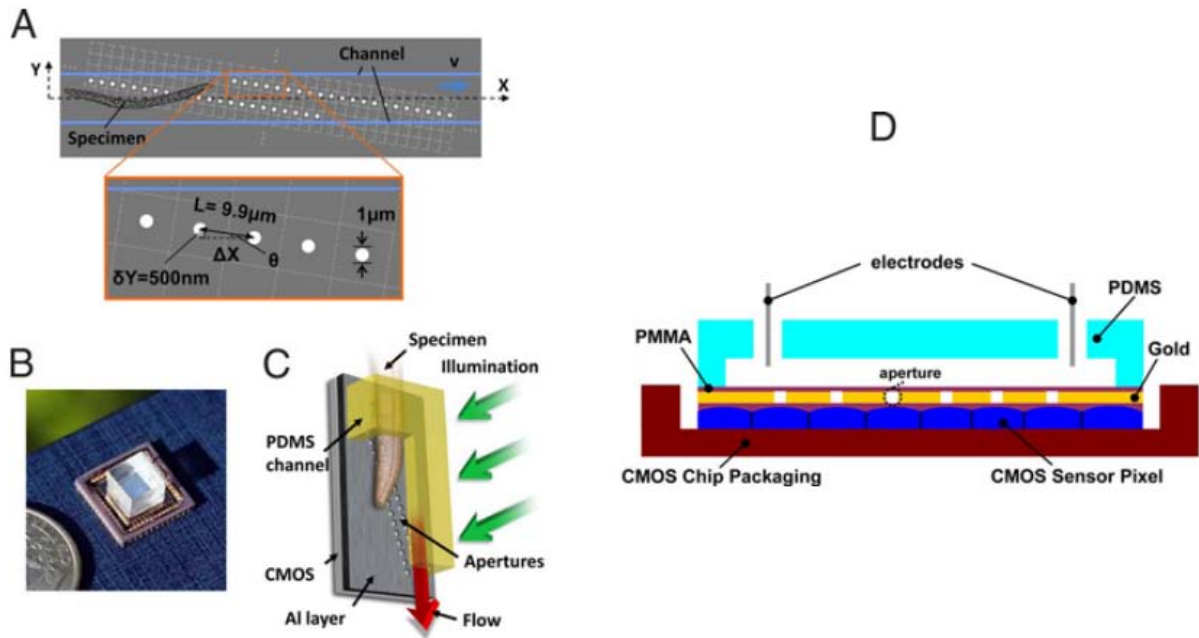 A
Channel
v
Y
X
Specimen
L= 9.9μm
1μm
ΔX
θ
δY=500nm
B
C
Specimen
Illumination
PDMS
channel
Apertures
CMOS
Al layer
Flow
D
electrodes
PDMS
PMMA
Gold
aperture
CMOS Chip Packaging
CMOS Sensor Pixel